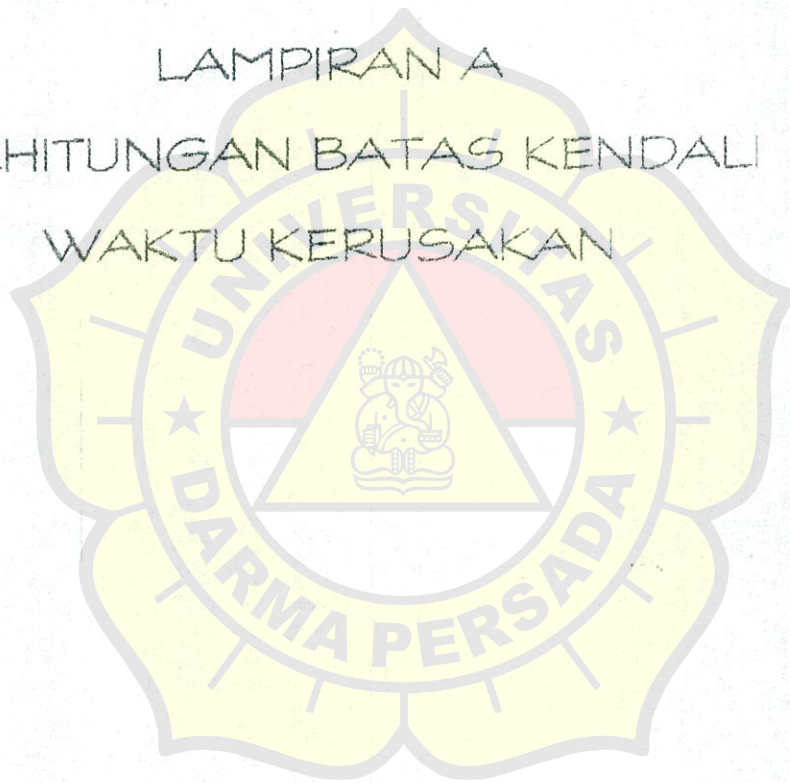 LAMPIRAN A
HITUNGAN BATAS KENDALI
WAKTU KERUSAKAN
UNIVERSITAS
DARMA PERSADA